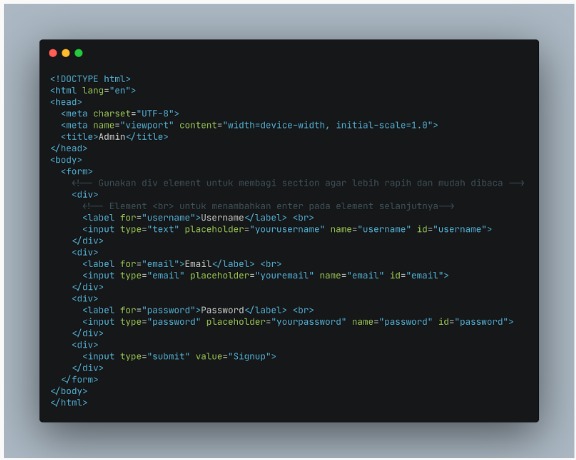 <!DOCTYPE html>
<html lang="en">
<head>
<meta charset="UTF-8">
<meta name="viewport" content="width=device-width, initial-scale=1.0">
<title>Admin</title>
</head>
<body>
<form>
<!-- Gunakan div element untuk membagi section agar lebih rapih dan mudah dibaca -->
<div>
<!-- Element <br> untuk menambahkan enter pada element selanjutnya-->
<label for="username">Username</label> <br>
<input type="text" placeholder="yourusername" name="username" id="username">
</div>
<div>
<label for="email">Email</label> <br>
<input type="email" placeholder="youremail" name="email" id="email">
</div>
<div>
<label for="password">Password</label> <br>
<input type="password" placeholder="yourpassword" name="password" id="password">
</div>
<div>
<input type="submit" value="Signup">
</div>
</form>
</body>
</html>